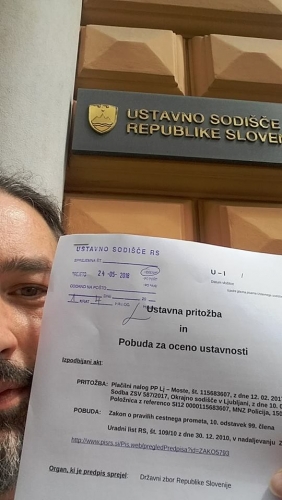 USTAVNO SODIŠČE
REPUBLIKE SLOVEN
USTAVNO SODIŠČE RS
24-05-2018
U – I /
Ustavna pritožba
in
Pobuda za oceno ustavnosti
Izpodbijani akt:
PRITOŽBA: Plačilni nalog PP Lj – Moste, št. 115683607, z dne 12. 02. 201
Sodba ZSV 587/2017, Okrajno sodišče v Ljubljani, z dne 10.
Položnica z referenco SI12 0000115683607, MNZ Policija, 150
POBUDA: Zakon o pravilih cestnega prometa, 10. odstavek 99. člena
Uradni list RS, št. 109/10 z dne 30. 12. 2010, v nadaljevanju
http://www.pisrs.si/Pis.web/pregledPredpisa?id=ZAKO5793
Organ, ki je predpis sprejel: Državni zbor Republike Slovenije